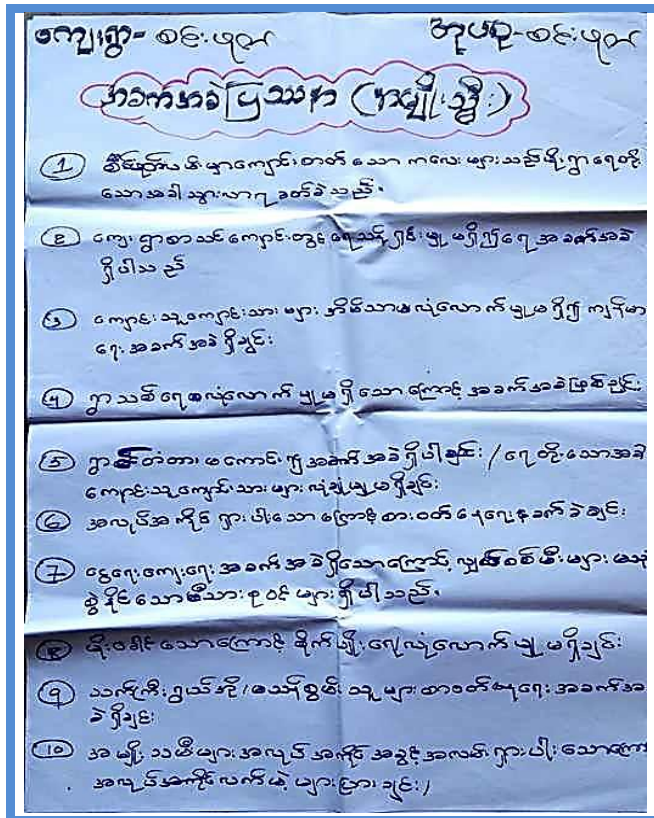 ကျေးရွာ- စင်းပုတ အုပ်စု-စင်းပုတ
အခက်အခဲပြဿနာ (အမျိုးသ္မီး)
① မှာကျောင်းတတ် သော ကလေး များသည်မိုးရွာ ရေတိုး
သောအခါ သွားလာရ ခက်ခဲ သည်။
② ကျေး ရွာစာသင်ကျောင်းတွင် ရေသန့်ရှင်းမှု မရှိ၍ ရေ အခက်အခဲ
ရှိပါသည်
③ ကျောင်းသူကျောင်းသား များ အိမ်သာမလုံလောက် မှု မရှိ၍ ကျန်မာ
ရေး အခက် အခဲ ရှိချင်း
④ ရွာ သစ် ရေမလုံလောက် မှု မရှိ သော ကြောင့် အခက်အခဲဖြစ်ချင်း
⑤ တံတား မကောင်း ၍ အခက် အခဲ ရှိပါချင်း / ရေ တိုး သောအခါ
ကျောင်းသူကျောင်းသား များ လုံခြုံမှု မရှိချင်း
⑥ အလုပ်အကိုင် ရှားပါးသော ကြောင့် စားဝတ်နေရေး ခက်ခဲချင်း
⑦ ငွေရေးကျေးရေး အခက် အခဲရှိသောကြောင့် လျှပ်စစ်မီးများ မသုံ
စွဲနိုင် သောမိသားစုဝင် များရှိပါသည်။
⑧ မိုးခေါင်သောကြောင့် စိုက်ပျိုးရေလုံလောက် မှု မရှိချင်း
⑨ သက်ကြီးရွယ်အို / မသန်စွမ်း သူများ စားဝတ်နေရေး အခက်အ
ခဲ ရှိချင်း
⑩ အမျိုး သမီးများ အလုပ် အကိုင် အခွင့် အလမ်း ရှားပါး သောကြော
အလုပ်အကိုင်လက်မဲ့ များပြားချင်း /